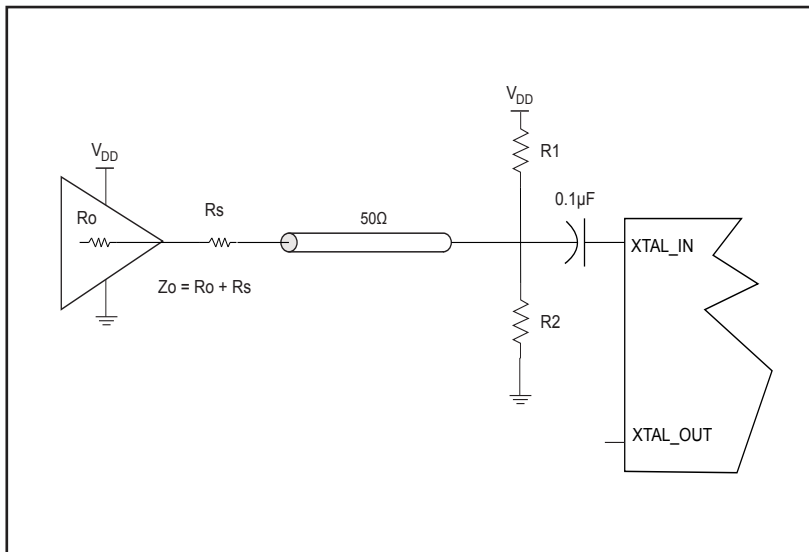 V_DD
R1
V_DD
0.1µF
Ro
Rs
50Ω
XTAL_IN
Zo = Ro + Rs
R2
XTAL_OUT